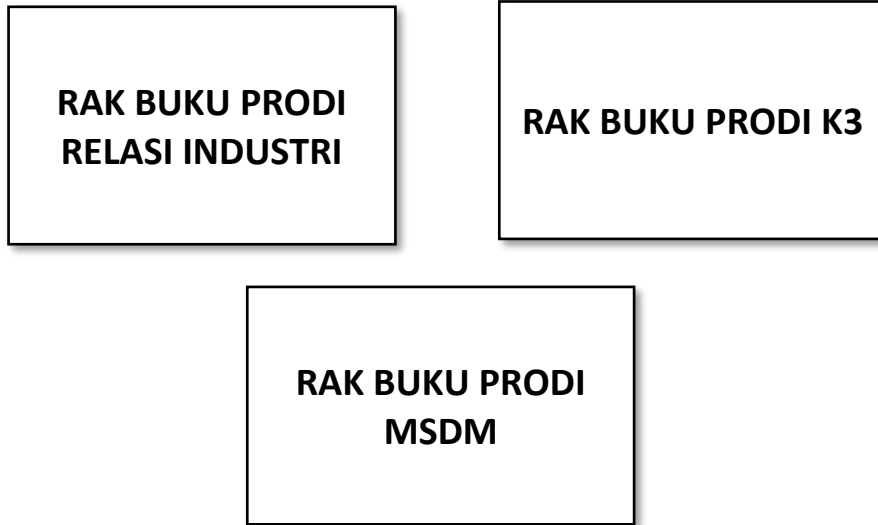 RAK BUKU PRODI
RELASI INDUSTRI
RAK BUKU PRODI K3
RAK BUKU PRODI
MSDM